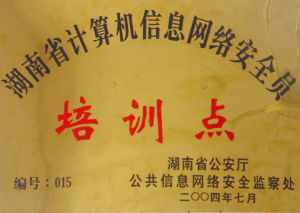 湖南省计算机信息网络安全员
培训点
湖南省公安厅
编号：015
公共信息网络安全监察处
二〇〇四年七月